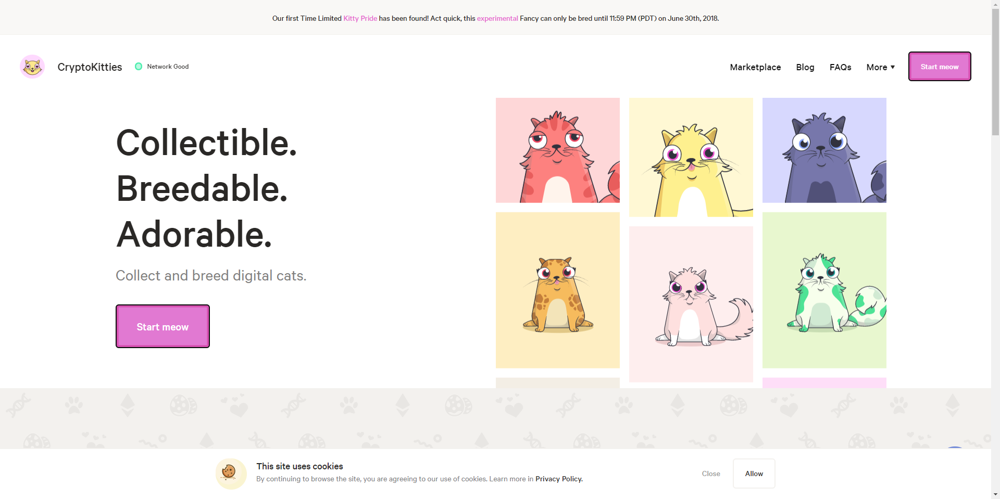 Our first Time Limited Kitty Pride has been found! Act quick, this experimental Fancy can only be bred until 11:59 PM (PDT) on June 30th, 2018.
CryptoKitties
Network Good
Marketplace
Blog
FAQs
More
Start meow
Collectible.
Breedable.
Adorable.
Collect and breed digital cats.
Start meow
This site uses cookies
By continuing to browse the site, you are agreeing to our use of cookies. Learn more in Privacy Policy.
Close
Allow